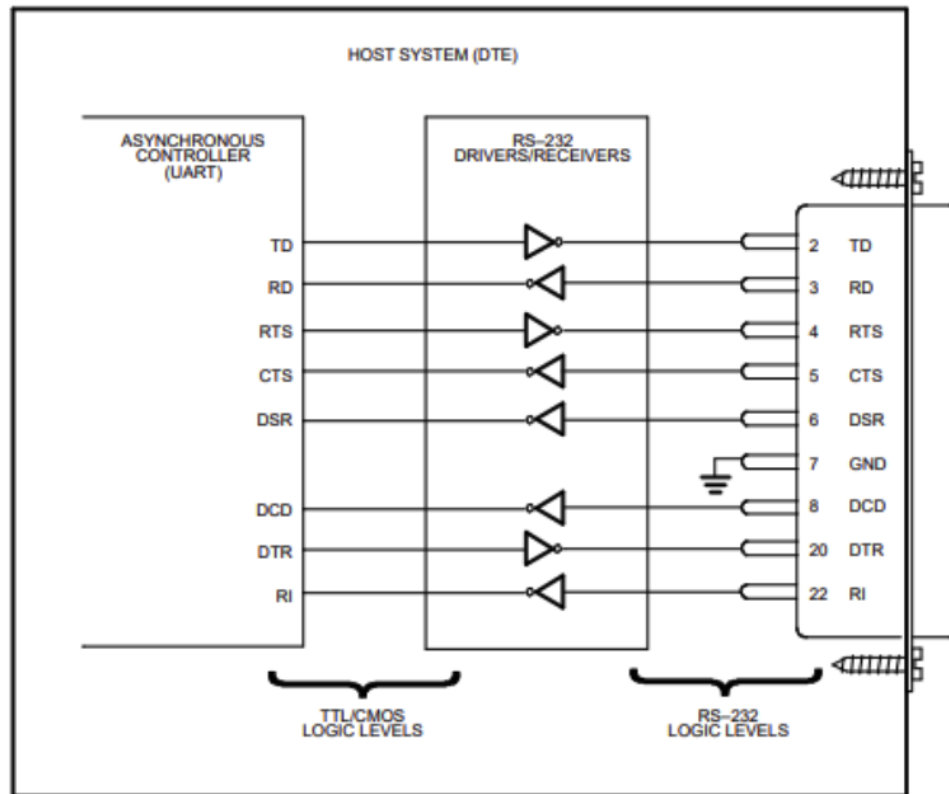 HOST SYSTEM (DTE)
ASYNCHRONOUS
CONTROLLER
(UART)
RS–232
DRIVERS/RECEIVERS
TD
2 TD
RD
3 RD
RTS
4 RTS
CTS
5 CTS
DSR
6 DSR
7 GND
DCD
8 DCD
DTR
20 DTR
RI
22 RI
TTL/CMOS
LOGIC LEVELS
RS–232
LOGIC LEVELS